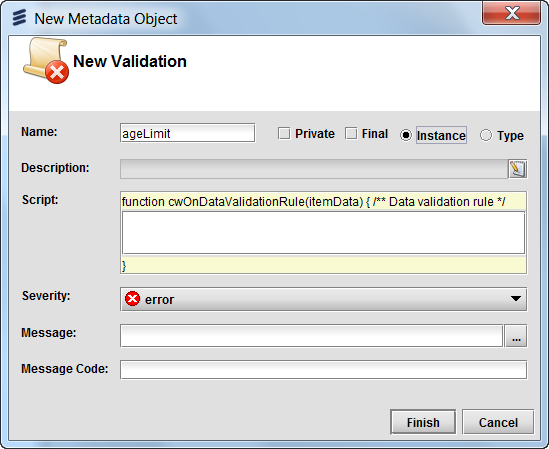 New Metadata Object
New Validation
Name: ageLimit Private Final Instance Type
Description:
Script: function cwOnDataValidationRule(itemData) { /** Data validation rule */
}
Severity: error
Message: ...
Message Code:
Finish Cancel